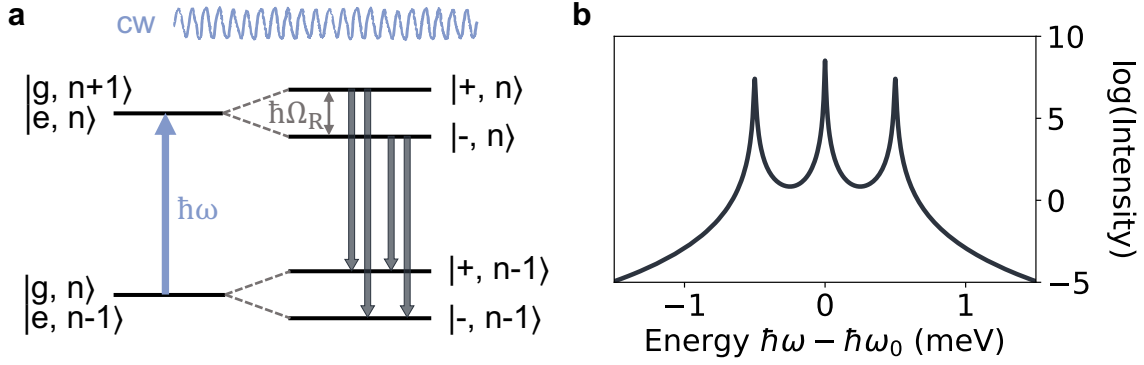 a
cw
|g, n+1⟩
|e, n⟩
ħΩ_R
|+, n⟩
|-, n⟩
ħω
|g, n⟩
|e, n-1⟩
|+, n-1⟩
|-, n-1⟩
b
10
5
0
−5
log(Intensity)
−1 0 1
Energy ħω − ħω₀ (meV)